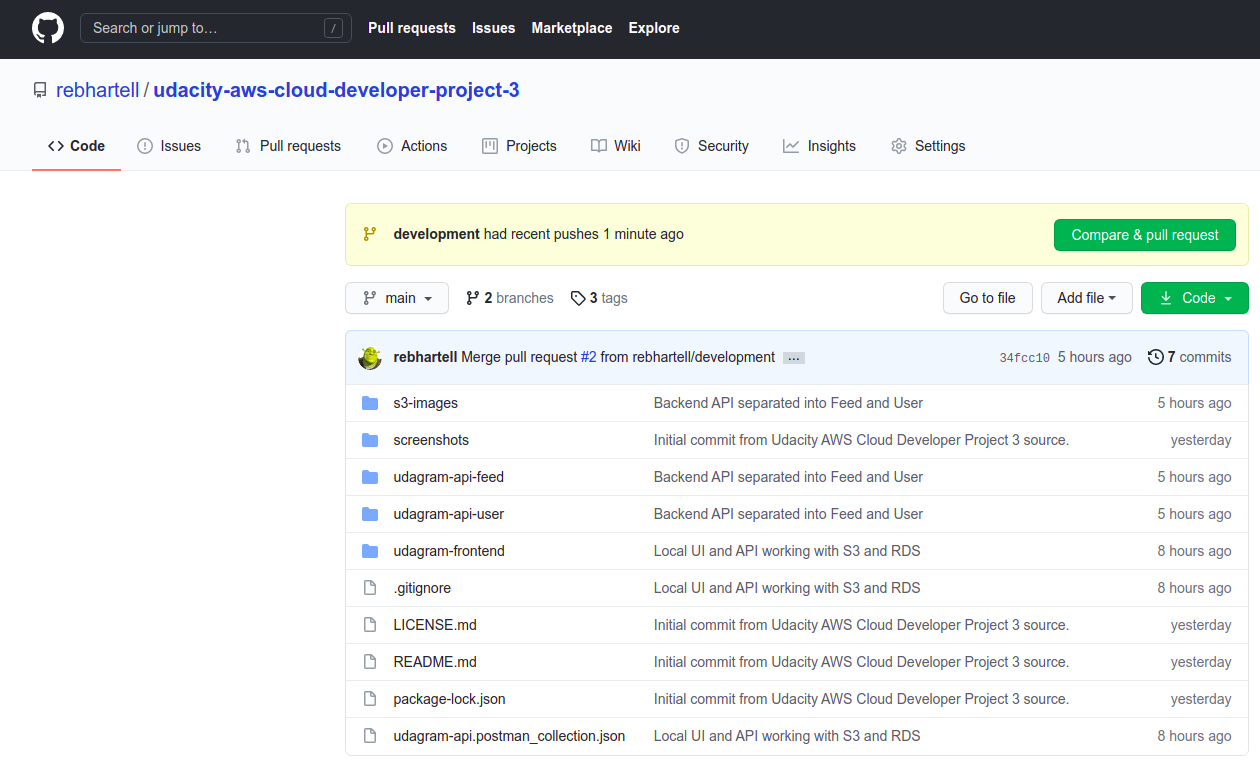 Search or jump to… /
Pull requests Issues Marketplace Explore
rebhartell / udacity-aws-cloud-developer-project-3
Code Issues Pull requests Actions Projects Wiki Security Insights Settings
development had recent pushes 1 minute ago Compare & pull request
main 2 branches 3 tags Go to file Add file Code
rebhartell Merge pull request #2 from rebhartell/development … 34fcc10 5 hours ago 7 commits
s3-images Backend API separated into Feed and User 5 hours ago
screenshots Initial commit from Udacity AWS Cloud Developer Project 3 source. yesterday
udagram-api-feed Backend API separated into Feed and User 5 hours ago
udagram-api-user Backend API separated into Feed and User 5 hours ago
udagram-frontend Local UI and API working with S3 and RDS 8 hours ago
.gitignore Local UI and API working with S3 and RDS 8 hours ago
LICENSE.md Initial commit from Udacity AWS Cloud Developer Project 3 source. yesterday
README.md Initial commit from Udacity AWS Cloud Developer Project 3 source. yesterday
package-lock.json Initial commit from Udacity AWS Cloud Developer Project 3 source. yesterday
udagram-api.postman_collection.json Local UI and API working with S3 and RDS 8 hours ago